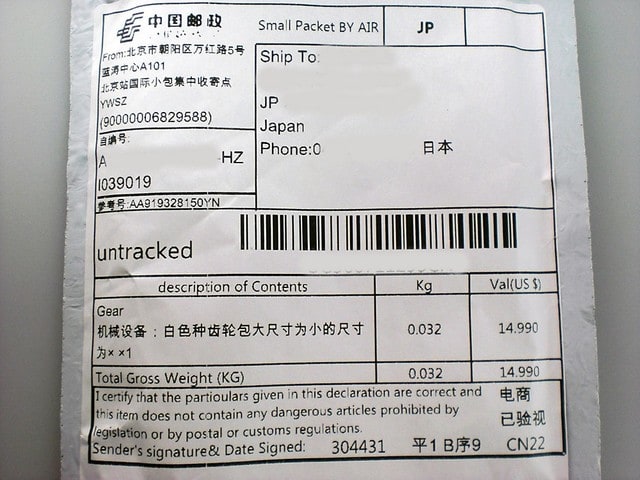 中国邮政
Small Packet BY AIR
JP
From:北京市朝阳区万红路5号
蓝涛中心A101
北京站国际小包集中收寄点
YWSZ
(90000006829588)
自编号:
A -HZ
I039019
参考号:AA919328150YN
Ship To:
JP
Japan
Phone:0 日本
untracked
description of Contents Kg Val(US $)
Gear
机械设备：白色种齿轮包大尺寸为小的尺寸 0.032 14.990
为× ×1
Total Gross Weight (KG) 0.032 14.990
I certify that the partioulars given in this declaration are correct and
this item does not contain any dangerous articles prohibited by
legislation or by postal or customs regulations.
电商
已验视
Sender's signature& Date Signed: 304431 平1 B序9 CN22